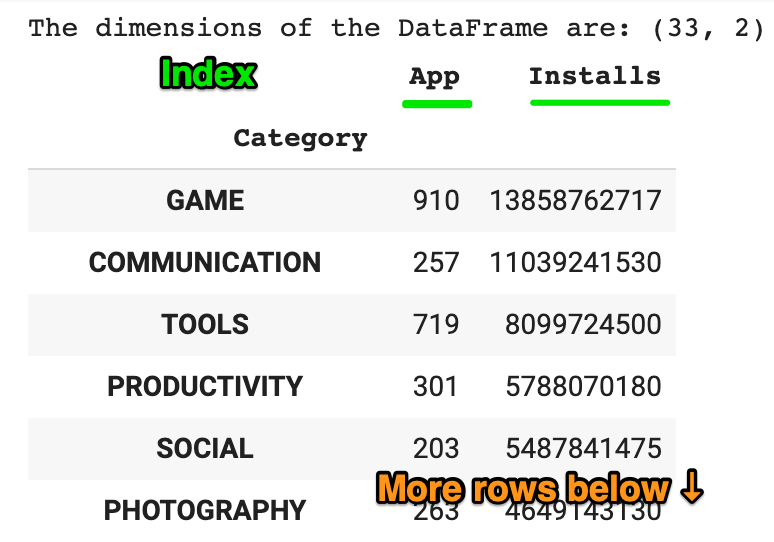 The dimensions of the DataFrame are: (33, 2)
Index App Installs
Category
GAME 910 13858762717
COMMUNICATION 257 11039241530
TOOLS 719 8099724500
PRODUCTIVITY 301 5788070180
SOCIAL 203 5487841475
More rows below ↓
PHOTOGRAPHY 263 4649143130